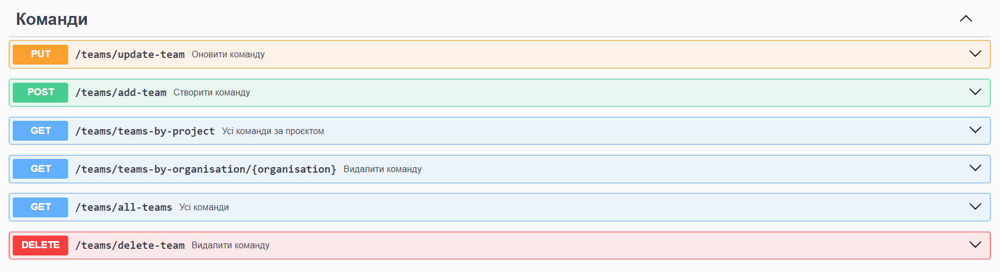 Команди
PUT /teams/update-team Оновити команду
POST /teams/add-team Створити команду
GET /teams/teams-by-project Усі команди за проєктом
GET /teams/teams-by-organisation/{organisation} Видалити команду
GET /teams/all-teams Усі команди
DELETE /teams/delete-team Видалити команду